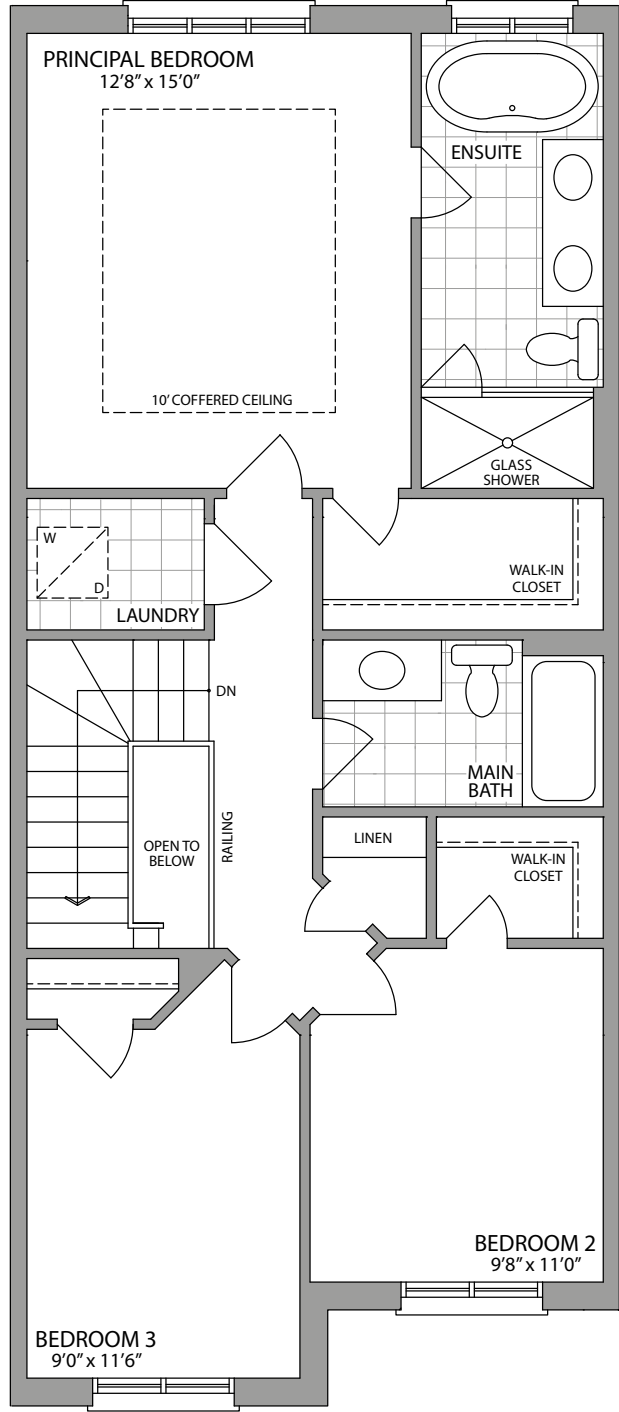 PRINCIPAL BEDROOM
12'8" x 15'0"
ENSUITE
10' COFFERED CEILING
GLASS
SHOWER
W
D
LAUNDRY
WALK-IN
CLOSET
DN
MAIN
BATH
OPEN TO
BELOW
RAILING
LINEN
WALK-IN
CLOSET
BEDROOM 2
9'8" x 11'0"
BEDROOM 3
9'0" x 11'6"